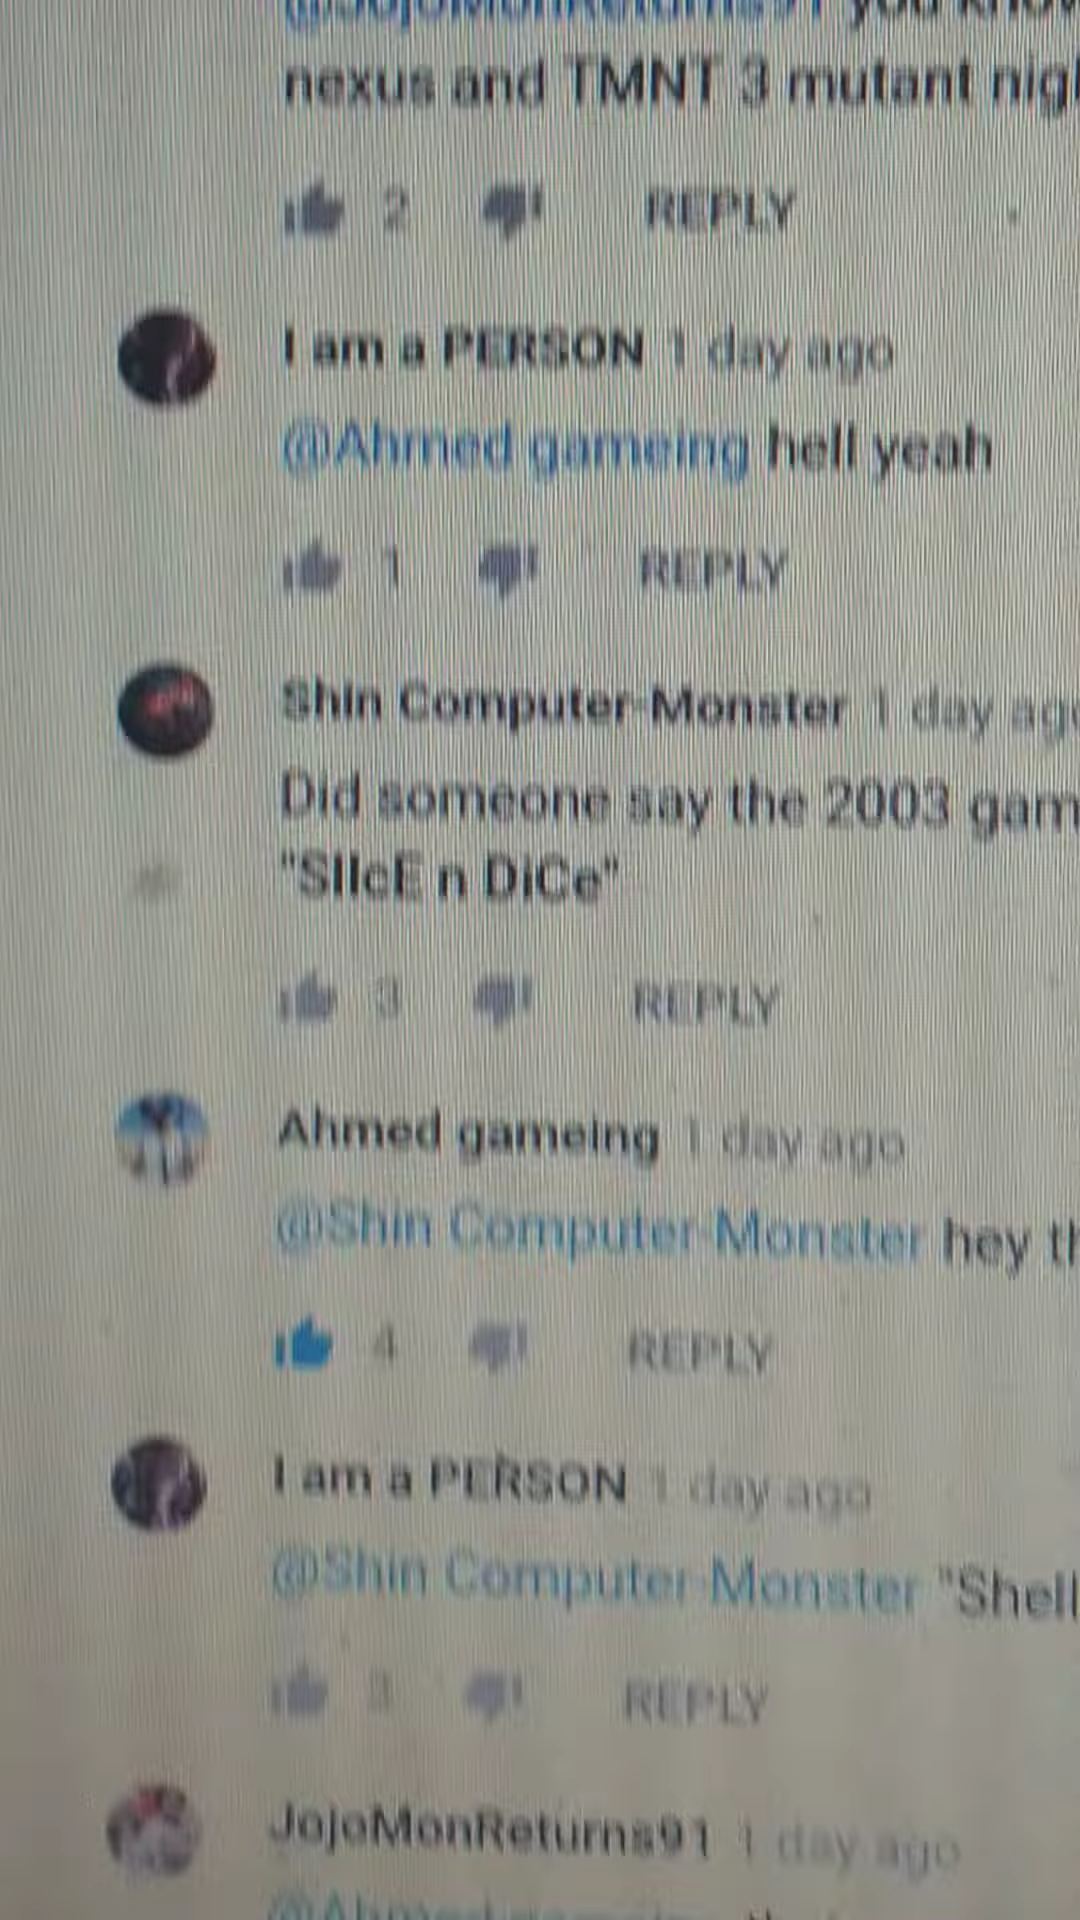 nexus and TMNT 3 mutant
2 REPLY
I am a PERSON 1 day ago
@Ahmed gameing hell yeah
1 REPLY
Shin Computer-Monster 1 day
Did someone say the 2003
"SlIcE n DiCe"
3 REPLY
Ahmed gameing 1 day ago
@Shin Computer-Monster hey
4 REPLY
I am a PERSON 1 day ago
@Shin Computer-Monster "Shell
3 REPLY
JojoMonReturns91 1 day ago